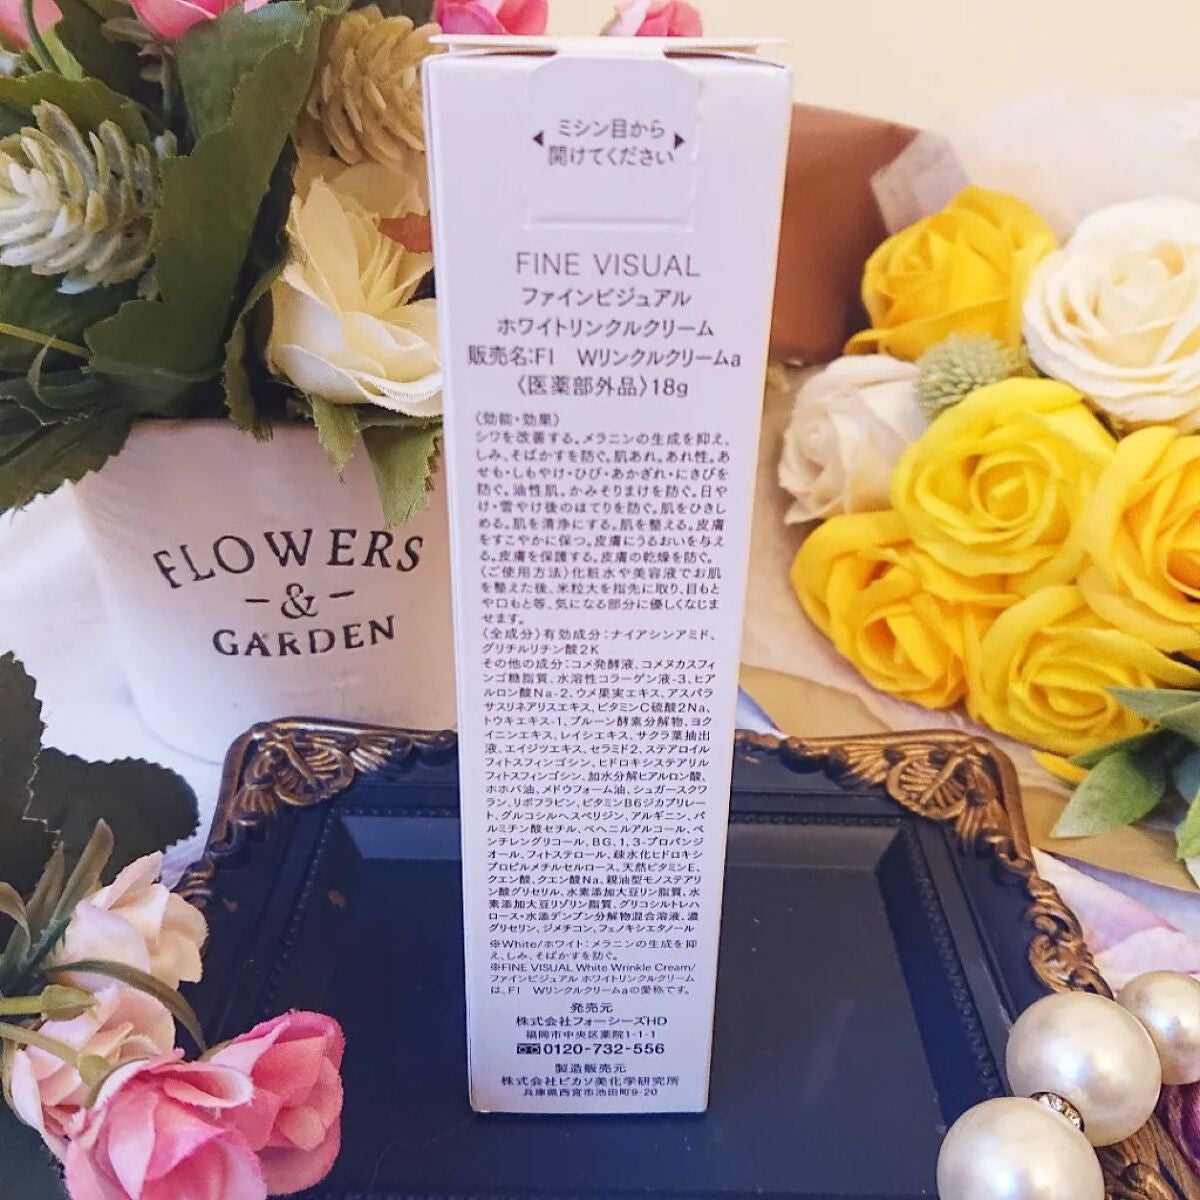 ミシン目から
開けてください
FINE VISUAL
ファインビジュアル
ホワイトリンクルクリーム
販売名:FI Wリンクルクリームa
〈医薬部外品〉18g
〈効能・効果〉
シワを改善する。メラニンの生成を抑え、
しみ、そばかすを防ぐ。肌あれ。あれ性。あ
せも・しもやけ・ひび・あかぎれ・にきびを
防ぐ。油性肌。かみそりまけを防ぐ。日や
け・雪やけ後のほてりを防ぐ。肌をひきし
める。肌を清浄にする。肌を整える。皮膚
をすこやかに保つ。皮膚にうるおいを与え
る。皮膚を保護する。皮膚の乾燥を防ぐ。
〈ご使用方法〉化粧水や美容液でお肌
を整えた後、米粒大を指先に取り、目もと
や口もと等、気になる部分に優しくなじま
せます。
〈全成分〉有効成分:ナイアシンアミド、
グリチルリチン酸2K
その他の成分:コメ発酵液、コメヌカスフィ
ンゴ糖脂質、水溶性コラーゲン液-3、ヒア
ルロン酸Na-2、ウメ果実エキス、アスパラ
サスリネアリスエキス、ビタミンC硫酸2Na、
トウキエキス-1、プルーン酵素分解物、ヨク
イニンエキス、レイシエキス、サクラ葉抽出
液、エイジツエキス、セラミド2、ステアロイル
フィトスフィンゴシン、ヒドロキシステアリル
フィトスフィンゴシン、加水分解ヒアルロン酸、
ホホバ油、メドウフォーム油、シュガースクワ
ラン、リボフラビン、ビタミンB6ジカプリレー
ト、グルコシルヘスペリジン、アルギニン、パ
ルミチン酸セチル、ベヘニルアルコール、ペ
ンチレングリコール、BG、1,3-プロパンジ
オール、フィトステロール、疎水化ヒドロキシ
プロピルメチルセルロース、天然ビタミンE、
クエン酸、クエン酸Na、親油型モノステアリ
ン酸グリセリル、水素添加大豆リン脂質、水
素添加大豆リゾリン脂質、グリコシルトレハ
ロース・水添デンプン分解物混合溶液、濃
グリセリン、ジメチコン、フェノキシエタノール
※White/ホワイト:メラニンの生成を抑
え、しみ、そばかすを防ぐ。
※FINE VISUAL White Wrinkle Cream/
ファインビジュアル ホワイトリンクルクリーム
は、FI Wリンクルクリームaの愛称です。
発売元
株式会社フォーシーズHD
福岡市中央区薬院1-1-1
0120-732-556
製造販売元
株式会社ピカソ美化学研究所
兵庫県西宮市池田町9-20
FLOWERS
-&-
GARDEN